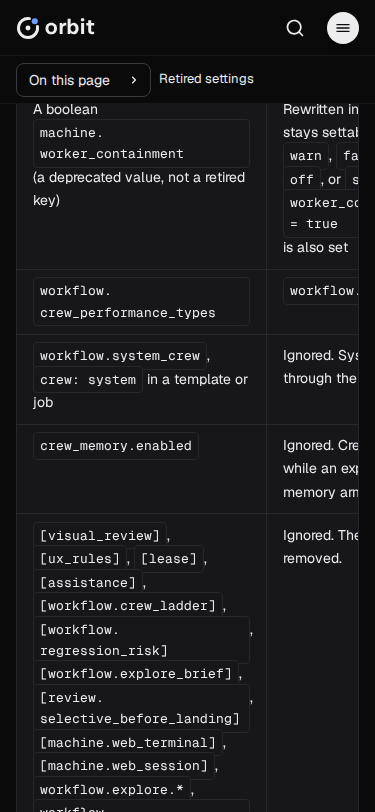 orbit
On this page
Retired settings
A boolean
machine.
worker_containment
(a deprecated value, not a retired
key)
Rewritten in
stays settab
warn,
off, or
= true
is also set
workflow.
crew_performance_types
workflow.
workflow.system_crew,
crew: system in a template or
job
Ignored. Sys
through the
crew_memory.enabled
Ignored. Cre
while an exp
memory arm
[visual_review],
[ux_rules], [lease],
[assistance],
[workflow.crew_ladder],
[workflow.
regression_risk],
[workflow.explore_brief],
[review.
selective_before_landing],
[machine.web_terminal],
[machine.web_session],
workflow.explore.*,
Ignored. The
removed.